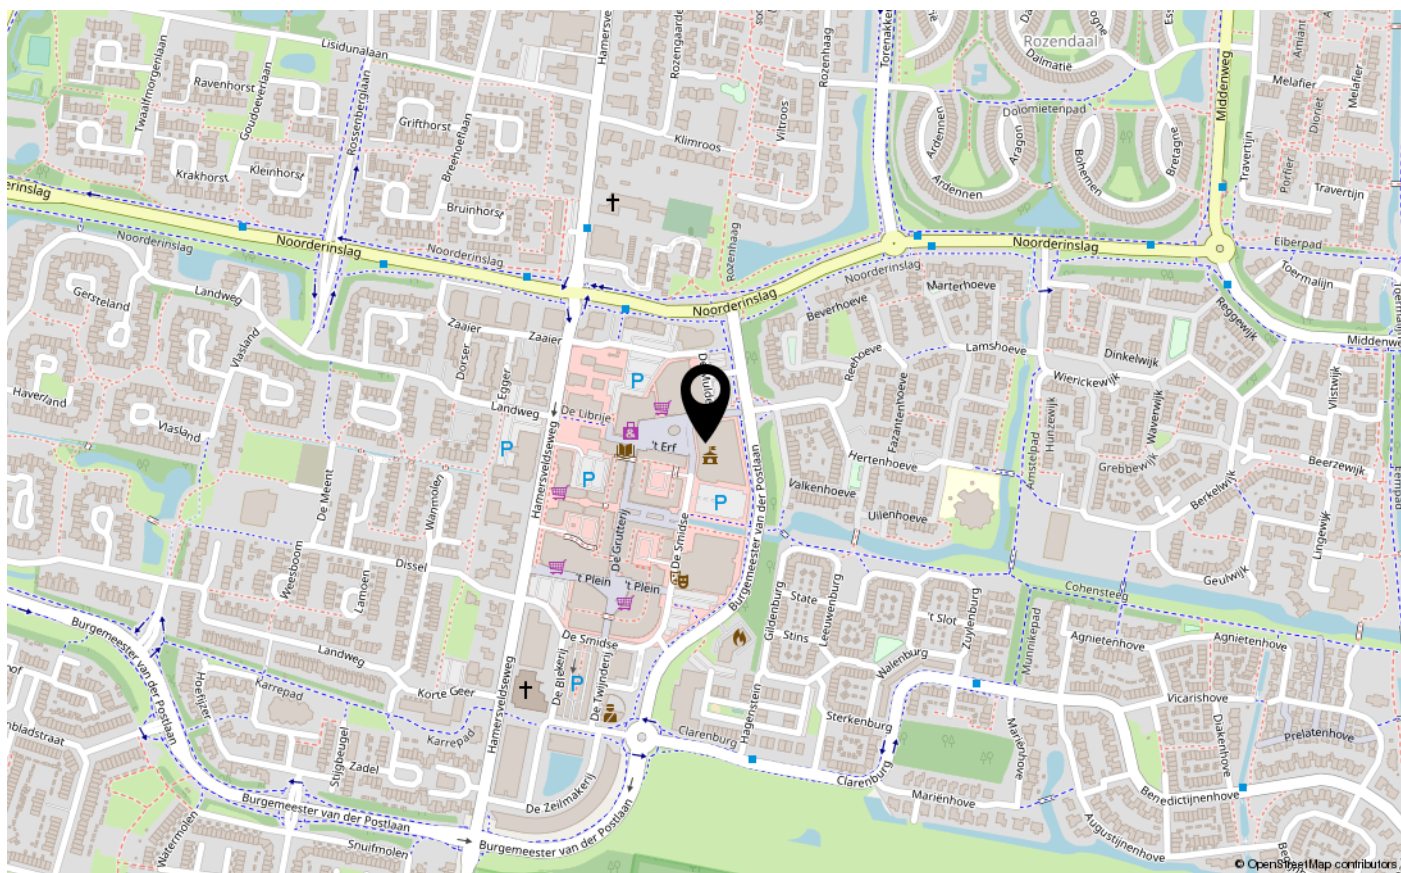 Hamersve
Rozengaarde
Rozenhaag
Torenakker
Rozendaal
Dalmatië
Middenweg
Amiant
Melafier
Melafier
Lisidunalaan
Twaalfmorgenlaan
Ravenhorst
Goudoeverlaan
Rossenberglaan
Grifthorst
Breehoeflaan
Viltroos
Klimroos
Dolomietenpad
Ardennen
Aragon
Bohemen
Bretagne
Dioriet
Travertijn
Porfier
Travertijn
Krakhorst
Kleinhorst
Bruinhorst
Ardennen
erinslag
Noorderinslag
Noorderinslag
Noorderinslag
Rozenhaag
Noorderinslag
Noorderinslag
Noorderinslag
Eiberpad
Toermalijn
Gersteland
Landweg
Vlasland
Zaaier
Zaaier
Dorser
Egger
Beverhoeve
Marterhoeve
Reggewijk
Middenwe
Reehoeve
Lamshoeve
Dinkelwijk
Wierickewijk
Vlistwijk
Haverland
Vlasland
Landweg
De Librije
't Erf
Hamersveldseweg
Fazantenhoeve
Hunzewijk
Waverwijk
Hertenhoeve
Amstelpad
Grebbewijk
Beerzewijk
Berkelwijk
Eempad
De Meent
Wanmolen
Valkenhoeve
Uilenhoeve
Lingewijk
De Grutterij
De Smidse
Burgemeester van der Postlaan
Weesboom
Lamoen
Dissel
't Plein
't Plein
Geulwijk
Cohensteeg
State
Gildenburg
Stins
Leeuwenburg
't Slot
Zuylenburg
Walenburg
Munnikepad
Agnietenhove
Agnietenhove
Burgemeester van der Postlaan
Landweg
De Smidse
Korte Geer
Karrepad
Hoefijzer
Hamersveldseweg
De Blekerij
De Twijnderij
Hagenstein
Sterkenburg
Clarenburg
Vicarishove
Mariënhove
Diakenhove
Prelatenhove
nbladstraat
Karrepad
Stijgbeugel
Zadel
De Zeilmakerij
Clarenburg
Mariënhove
Benedictijnenhove
Burgemeester van der Postlaan
Watermolen
Snuifmolen
Burgemeester van der Postlaan
Augustijnenhove
© OpenStreetMap contributors